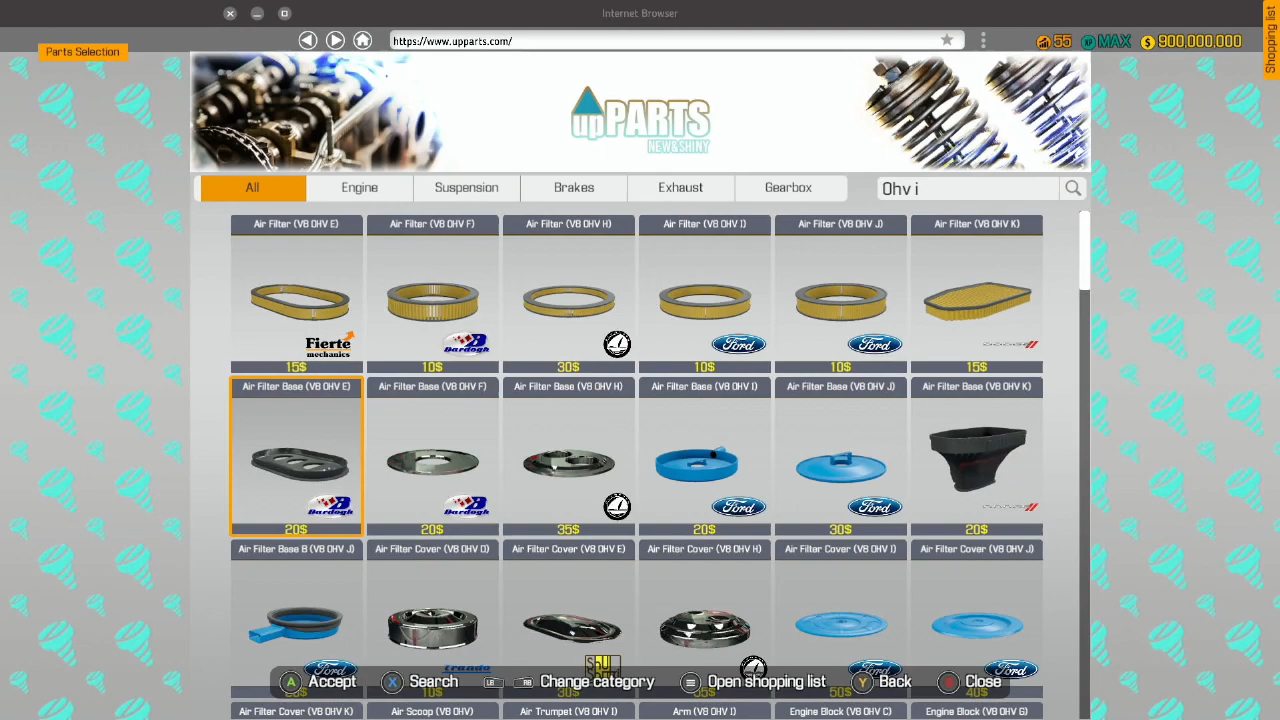 Internet Browser
Shopping list
Parts Selection
https://www.upparts.com/
55
XP MAX
$ 900,000,000
upPARTS
NEW&SHINY
All
Engine
Suspension
Brakes
Exhaust
Gearbox
Ohv i
Air Filter (V8 OHV E)
Air Filter (V8 OHV F)
Air Filter (V8 OHV H)
Air Filter (V8 OHV I)
Air Filter (V8 OHV J)
Air Filter (V8 OHV K)
Fierte
mechanics
Bardogh
Ford
Ford
15$
10$
30$
10$
10$
15$
Air Filter Base (V8 OHV E)
Air Filter Base (V8 OHV F)
Air Filter Base (V8 OHV H)
Air Filter Base (V8 OHV I)
Air Filter Base (V8 OHV J)
Air Filter Base (V8 OHV K)
Bardogh
Bardogh
Ford
Ford
20$
20$
35$
20$
30$
20$
Air Filter Base B (V8 OHV J)
Air Filter Cover (V8 OHV D)
Air Filter Cover (V8 OHV E)
Air Filter Cover (V8 OHV H)
Air Filter Cover (V8 OHV I)
Air Filter Cover (V8 OHV J)
Ford
Ford
Ford
A Accept
X Search
LB RB Change category
Open shopping list
Y Back
Close
Air Filter Cover (V8 OHV K)
Air Scoop (V8 OHV)
Air Trumpet (V8 OHV I)
Arm (V8 OHV I)
Engine Block (V8 OHV C)
Engine Block (V8 OHV G)